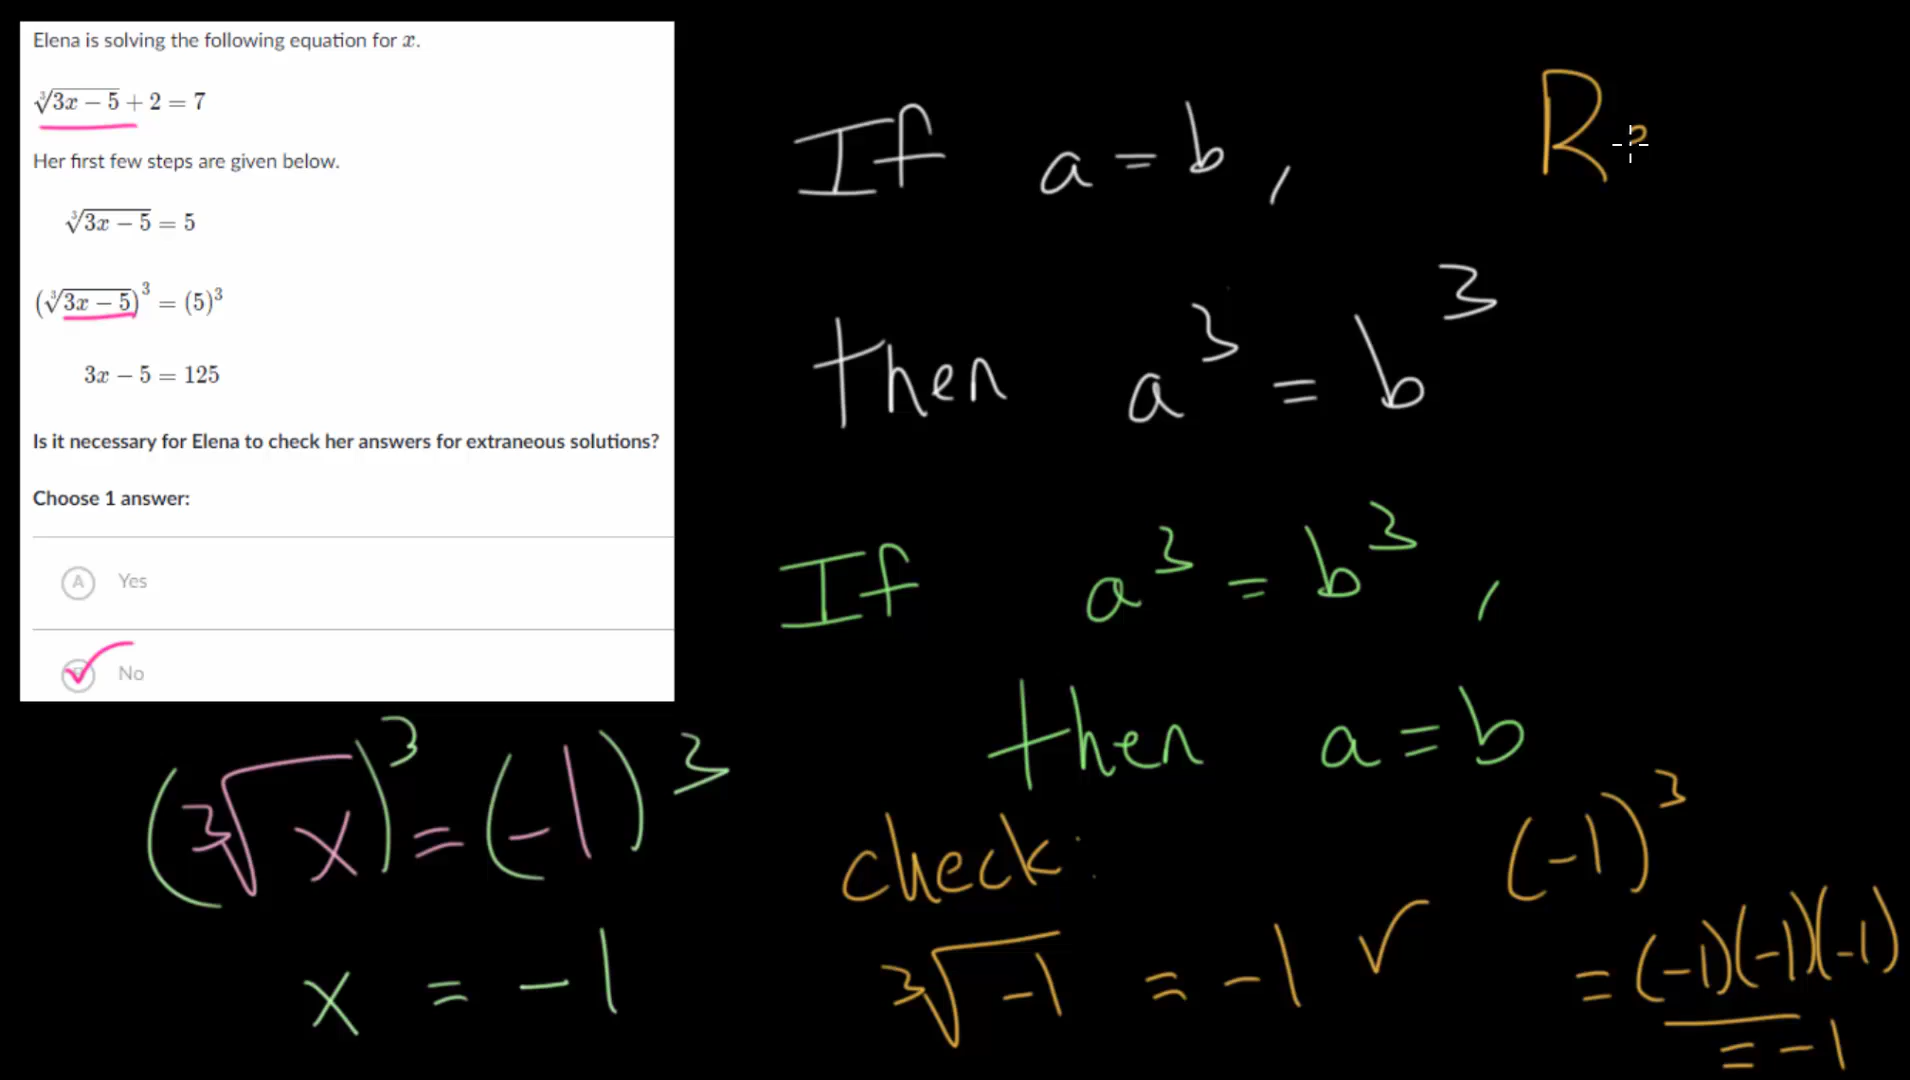 Elena is solving the following equation for x.
∛(3x − 5) + 2 = 7
Her first few steps are given below.
∛(3x − 5) = 5
(∛(3x − 5))³ = (5)³
3x − 5 = 125
Is it necessary for Elena to check her answers for extraneous solutions?
Choose 1 answer:
A Yes
No
If a = b,
then a³ = b³
If a³ = b³,
then a = b
(∛x)³ = (-1)³
x = -1
check:
∛-1 = -1 ✓
(-1)³
= (-1)(-1)(-1)
= -1
R